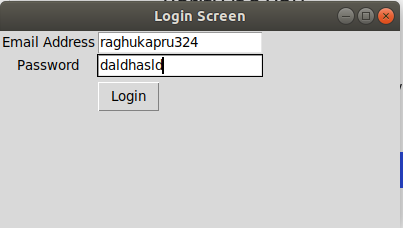 Login Screen
Email Address raghukapru324
Password daldhasld
Login